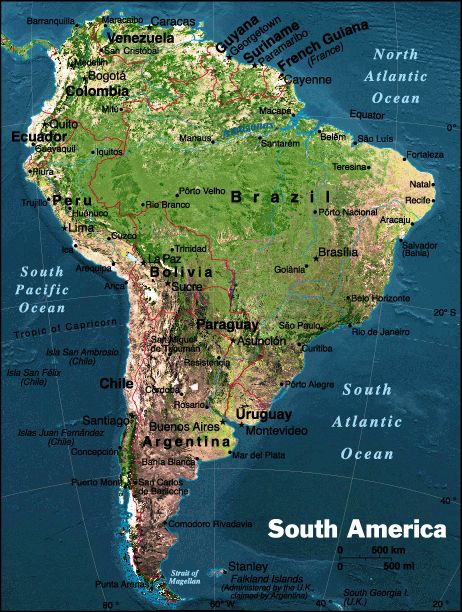 Barranquilla
Maracaibo
Caracas
Venezuela
San Cristóbal
Medellín
Bogotá
Colombia
Mitú
Guyana
Georgetown
Suriname
Paramaribo
French Guiana
(France)
Cayenne
North
Atlantic
Ocean
Macapá
Equator
0° N
Quito
Ecuador
Guayaquil
Iquitos
Manaus
Amazonas
Santarém
Belém
São Luís
Fortaleza
Teresina
Natal
Recife
Piura
Peru
Trujillo
Huánuco
Lima
Cuzco
Ica
Arequipa
Pôrto Velho
Rio Branco
Brazil
Pôrto Nacional
Aracaju
Salvador
(Bahia)
Trinidad
La Paz
Bolivia
Sucre
Arica
Brasília
Goiânia
South
Pacific
Ocean
Tropic of Capricorn
Belo Horizonte
20° S
Paraguay
São Paulo
Rio de Janeiro
Isla San Ambrosio
(Chile)
San Miguel
de Tucumán
Asunción
Curitiba
Isla San Félix
(Chile)
Resistencia
Chile
Córdoba
Pôrto Alegre
South
Atlantic
Ocean
Rosario
Santiago
Uruguay
Islas Juan Fernández
(Chile)
Buenos Aires
Montevideo
Argentina
Concepción
Mar del Plata
Bahía Blanca
Puerto Montt
San Carlos
de Bariloche
40°
Comodoro Rivadavia
South America
0 500 km
0 500 mi
Strait of
Magellan
Stanley
Falkland Islands
(Administered by the U.K.,
claimed by Argentina)
South Georgia I.
(U.K.)
Punta Arenas
80°
60° W
40°
20°